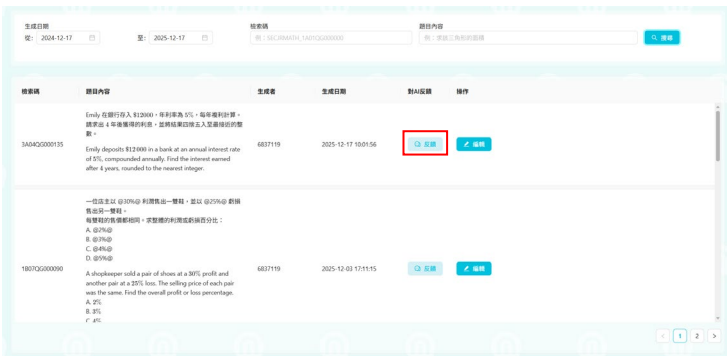 生成日期
檢索碼
題目內容
從: 2024-12-17
至: 2025-12-17
例：SEC3BMATH_1A01QG000000
例：求該三角形的面積
搜尋
檢索碼 題目內容 生成者 生成日期 對AI反饋 操作
Emily 在銀行存入 $12000，年利率為 5%，每年複利計算。
請求出 4 年後獲得的利息，並將結果四捨五入至最接近的整
數。
Emily deposits $12 000 in a bank at an annual interest rate
of 5%, compounded annually. Find the interest earned
after 4 years, rounded to the nearest integer.
3A04QG000135
6837119
2025-12-17 10:01:56
反饋
編輯
一位店主以 @30%@ 利潤售出一雙鞋，並以 @25%@ 虧損
售出另一雙鞋。
每雙鞋的售價都相同。求整體的利潤或虧損百分比：
A. @2%@
B. @3%@
C. @4%@
D. @5%@
A shopkeeper sold a pair of shoes at a 30% profit and
another pair at a 25% loss. The selling price of each pair
was the same. Find the overall profit or loss percentage.
A. 2%
B. 3%
C. 4%
1B07QG000090
6837119
2025-12-03 17:11:15
反饋
編輯
1 2